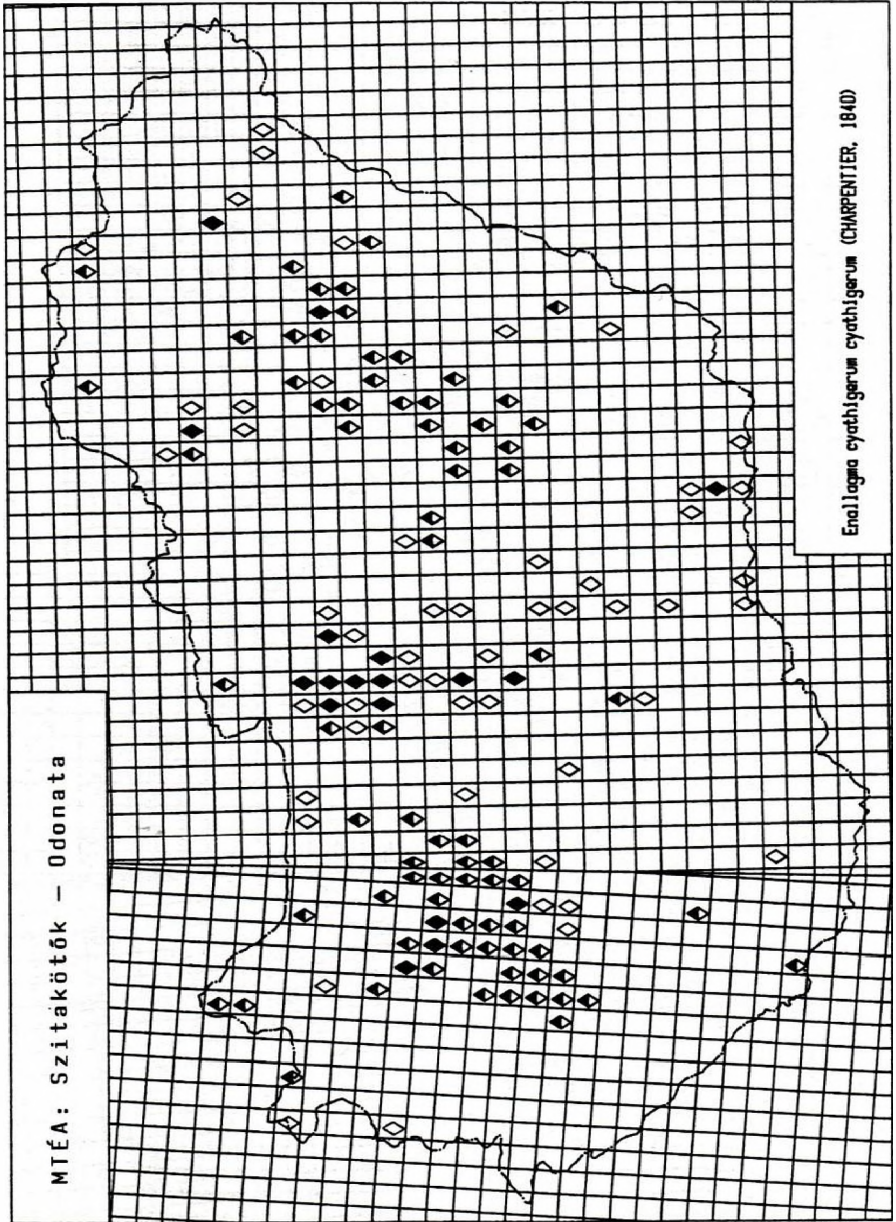 MTÉA: Szitakötők — Odonata
Enallagma cyathigerum cyathigerum (CHARPENTIER, 1840)